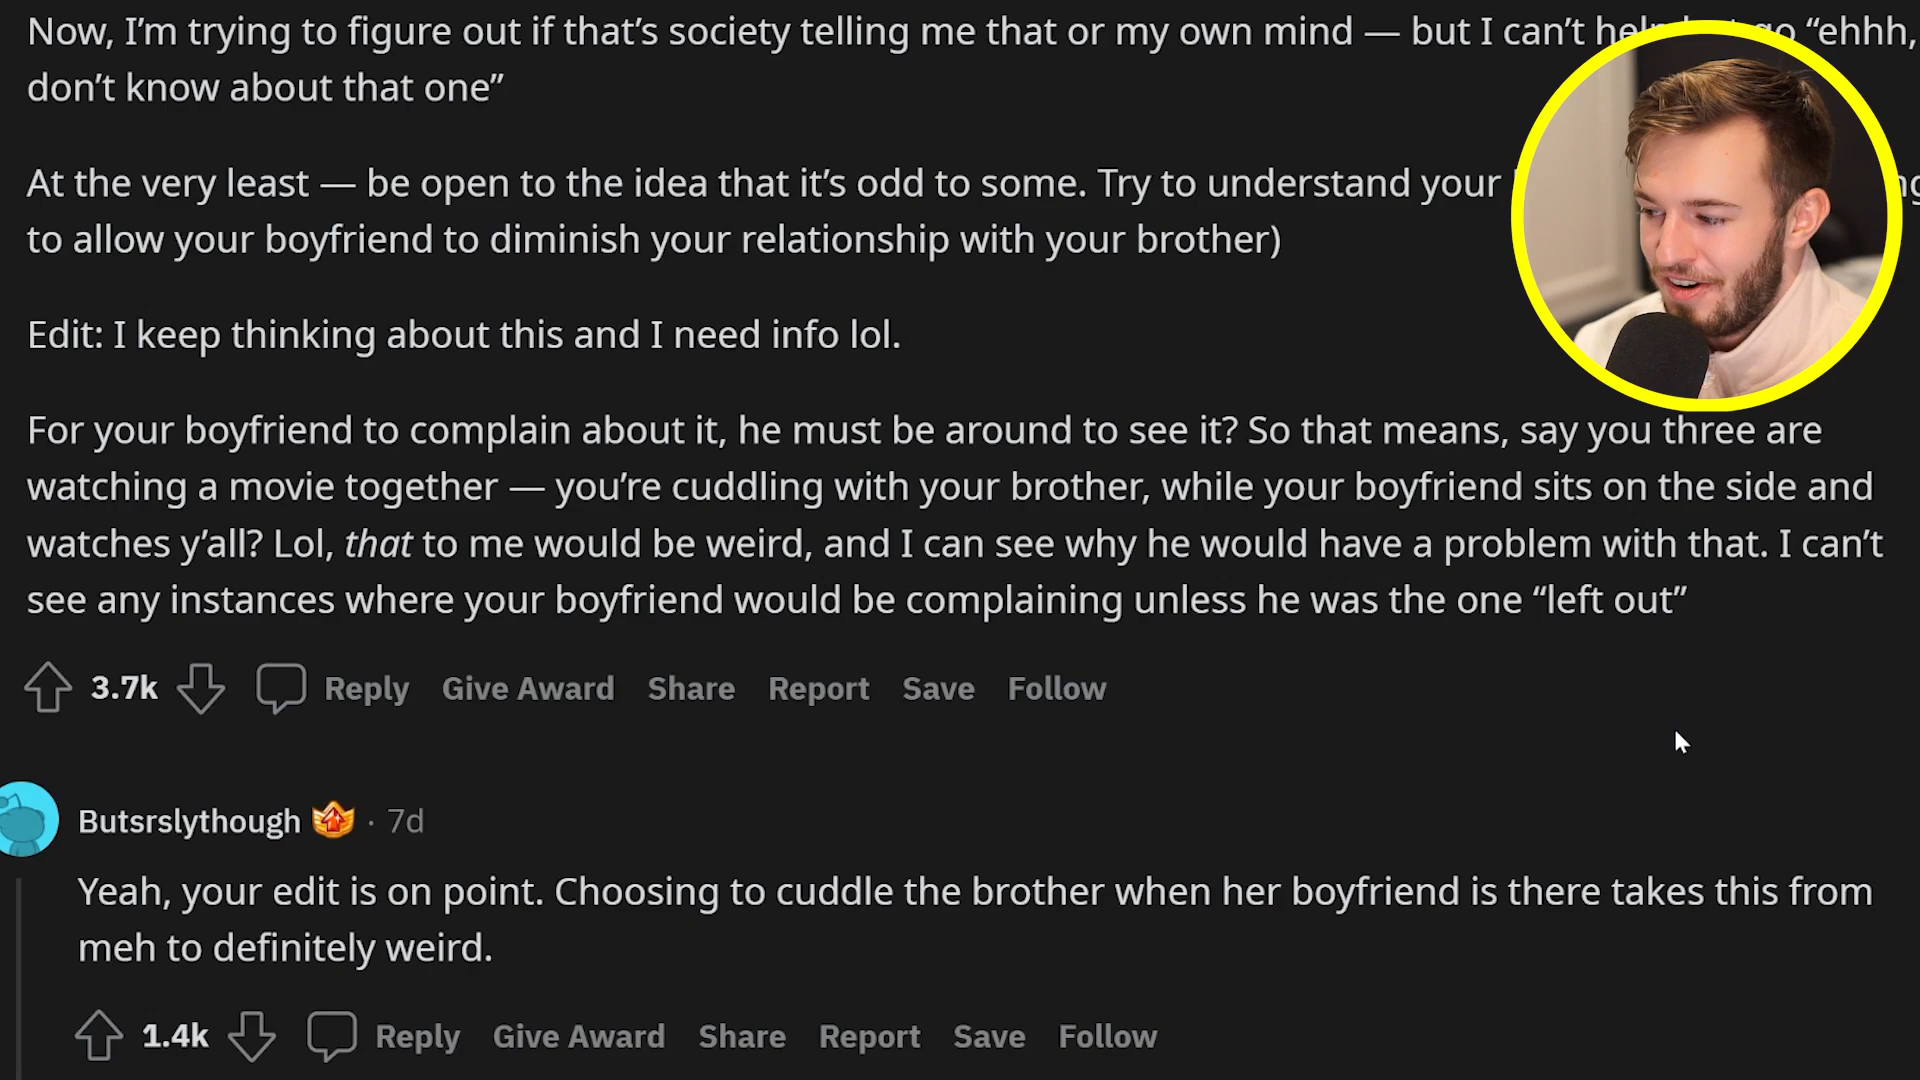 Now, I’m trying to figure out if that’s society telling me that or my own mind — but I can’t help but go “ehhh,
don’t know about that one”
At the very least — be open to the idea that it’s odd to some. Try to understand your
to allow your boyfriend to diminish your relationship with your brother)
Edit: I keep thinking about this and I need info lol.
For your boyfriend to complain about it, he must be around to see it? So that means, say you three are
watching a movie together — you’re cuddling with your brother, while your boyfriend sits on the side and
watches y’all? Lol, that to me would be weird, and I can see why he would have a problem with that. I can’t
see any instances where your boyfriend would be complaining unless he was the one “left out”
3.7k Reply Give Award Share Report Save Follow
Butsrslythough · 7d
Yeah, your edit is on point. Choosing to cuddle the brother when her boyfriend is there takes this from
meh to definitely weird.
1.4k Reply Give Award Share Report Save Follow